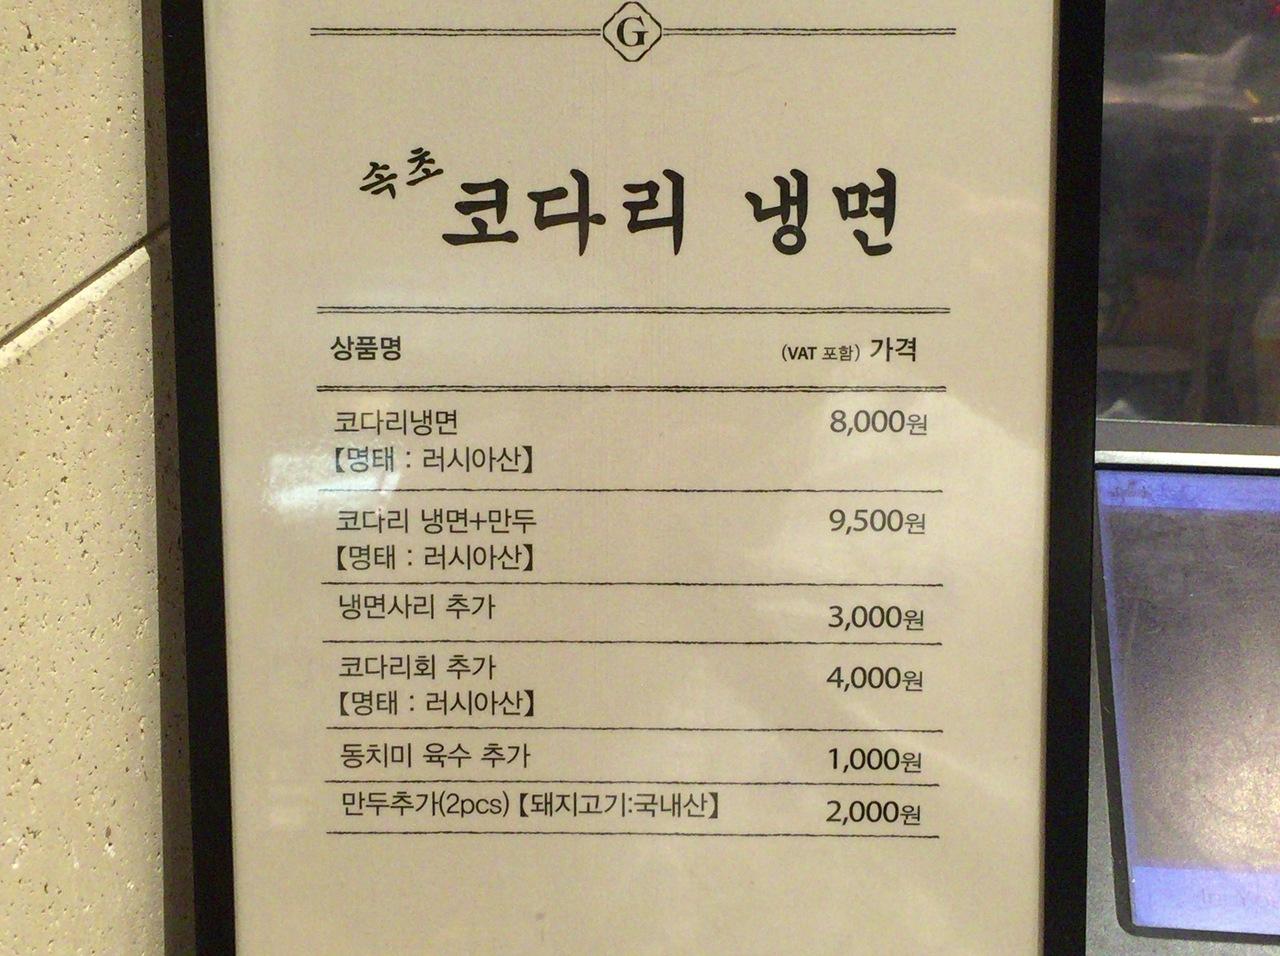 G
속초 코다리 냉면
상품명 (VAT 포함) 가격
코다리냉면 8,000원
【명태 : 러시아산】
코다리 냉면+만두 9,500원
【명태 : 러시아산】
냉면사리 추가 3,000원
코다리회 추가 4,000원
【명태 : 러시아산】
동치미 육수 추가 1,000원
만두추가(2pcs)【돼지고기:국내산】 2,000원